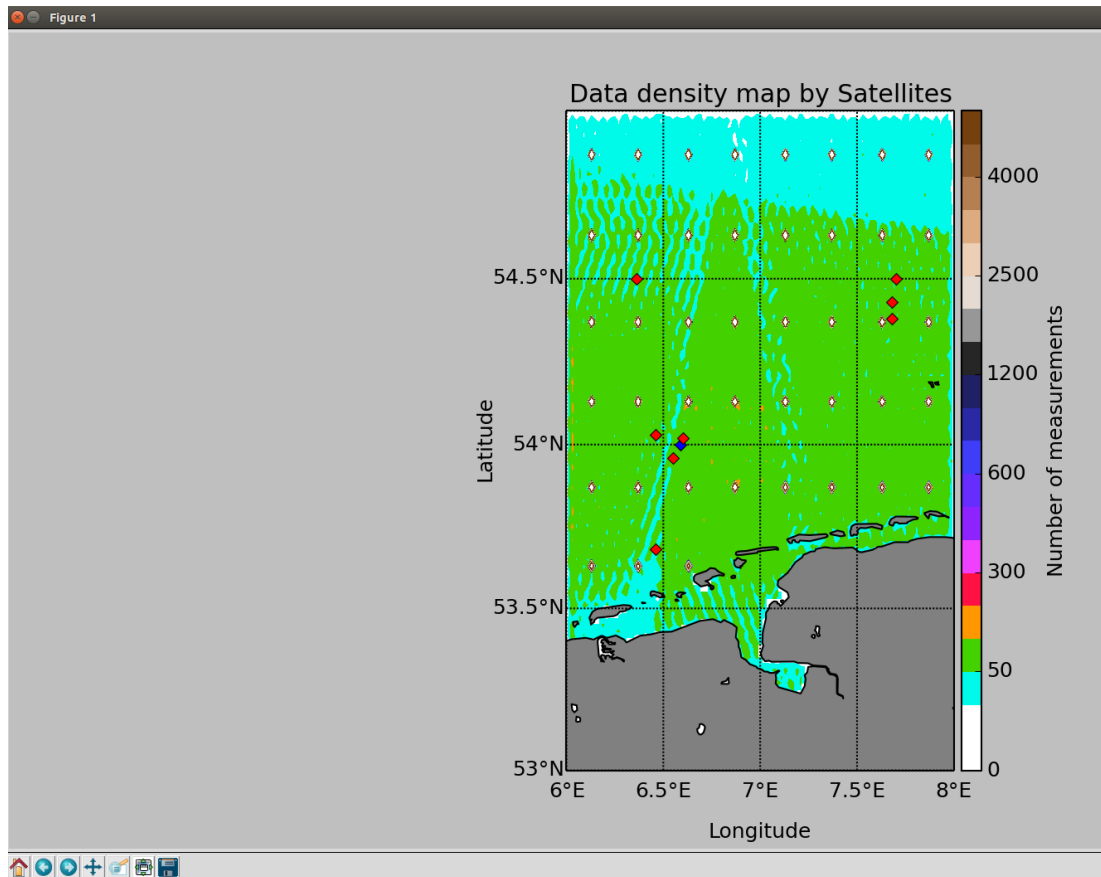 Figure 1
Data density map by Satellites
54.5°N
54°N
53.5°N
53°N
6°E 6.5°E 7°E 7.5°E 8°E
Latitude
Longitude
4000
2500
1200
600
300
50
0
Number of measurements